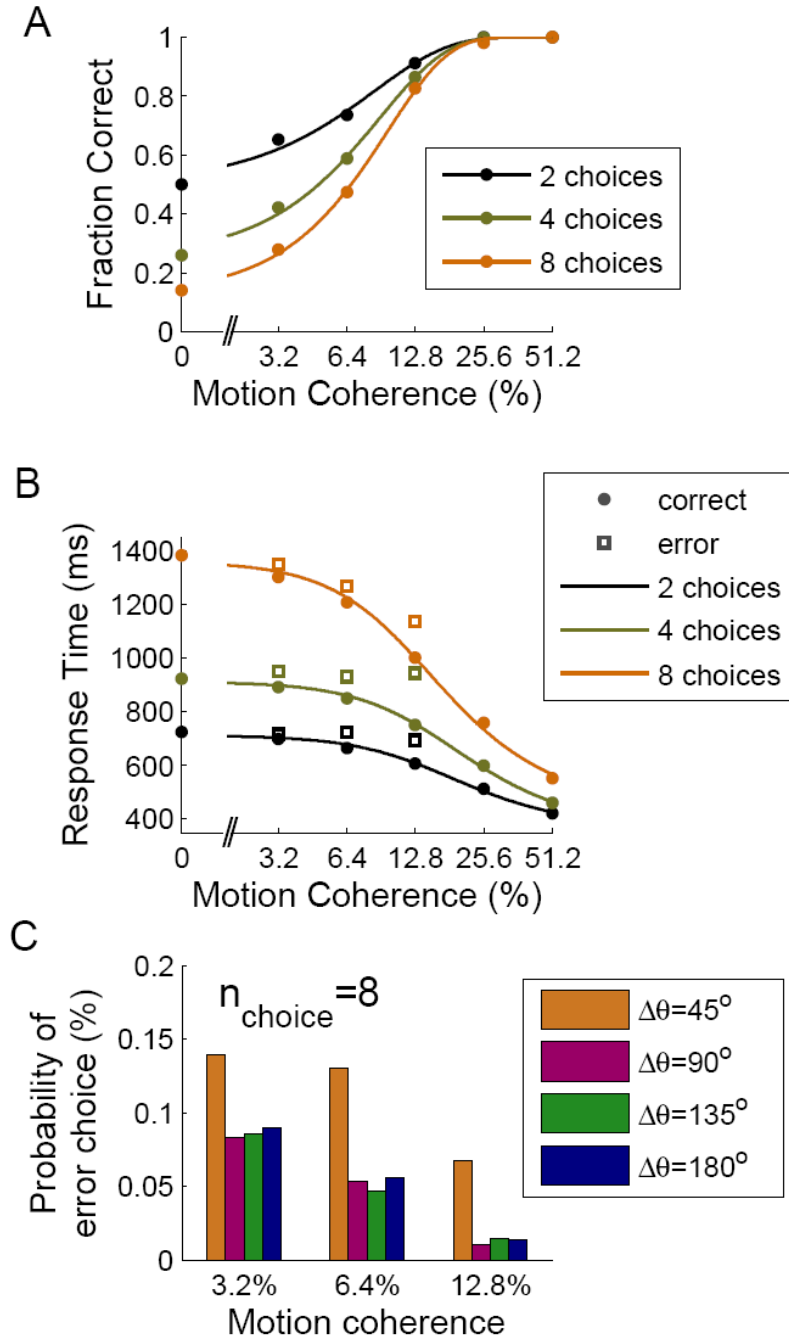 A
Fraction Correct
1
0.8
0.6
0.4
0.2
0
0 3.2 6.4 12.8 25.6 51.2
Motion Coherence (%)
2 choices
4 choices
8 choices
B
Response Time (ms)
1400
1200
1000
800
600
400
0 3.2 6.4 12.8 25.6 51.2
Motion Coherence (%)
correct
error
2 choices
4 choices
8 choices
C
Probability of
error choice (%)
0.2
0.15
0.1
0.05
0
n_choice=8
3.2% 6.4% 12.8%
Motion coherence
Δθ=45°
Δθ=90°
Δθ=135°
Δθ=180°